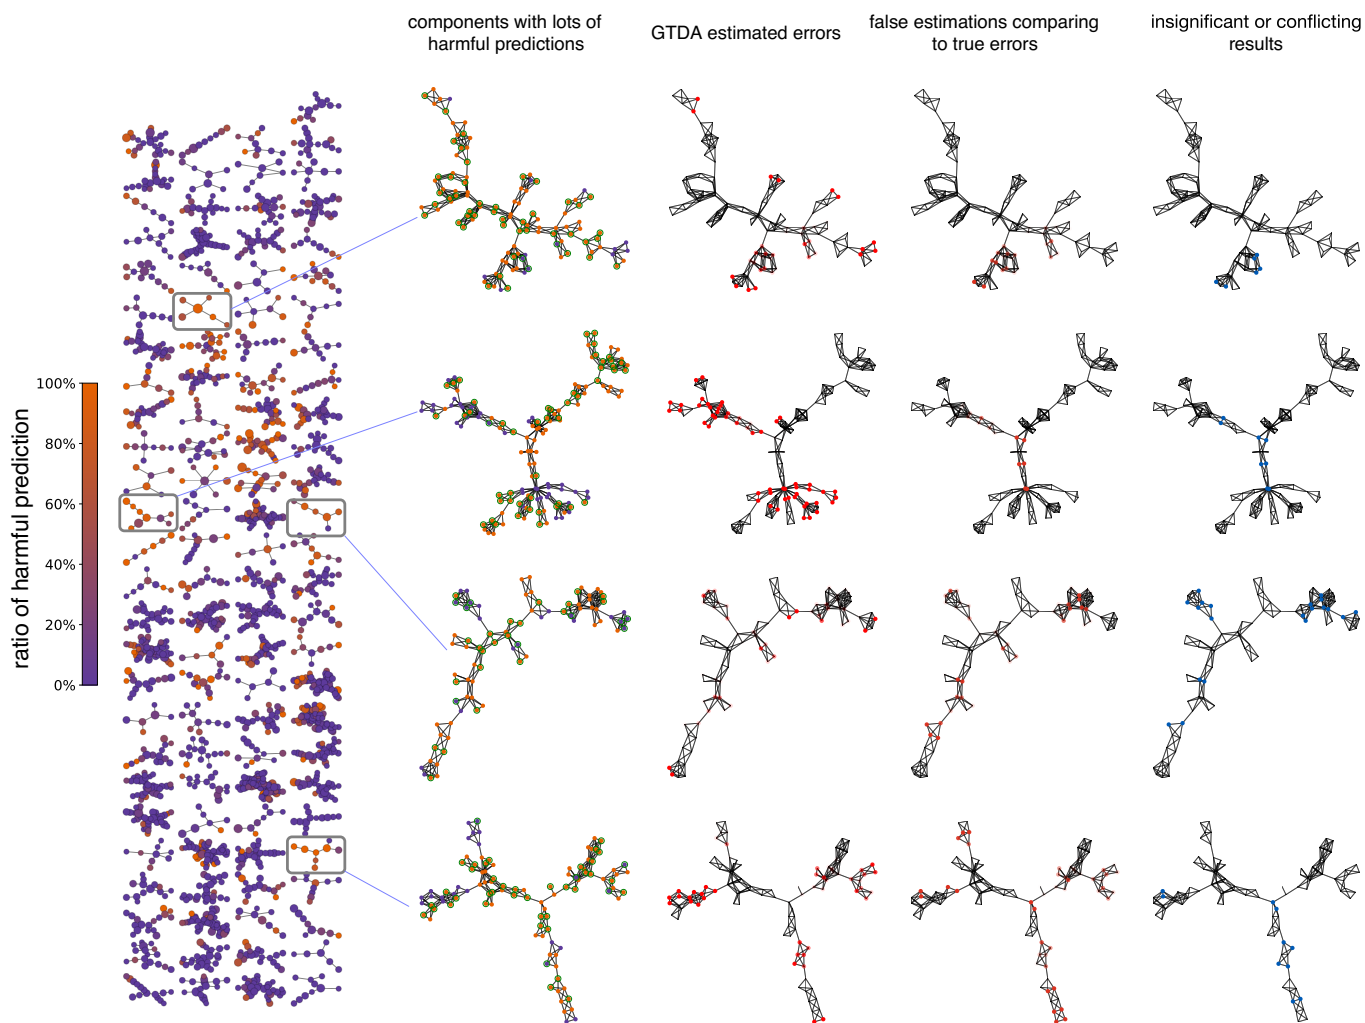 components with lots of
harmful predictions
GTDA estimated errors
false estimations comparing
to true errors
insignificant or conflicting
results
ratio of harmful prediction
100%
80%
60%
40%
20%
0%